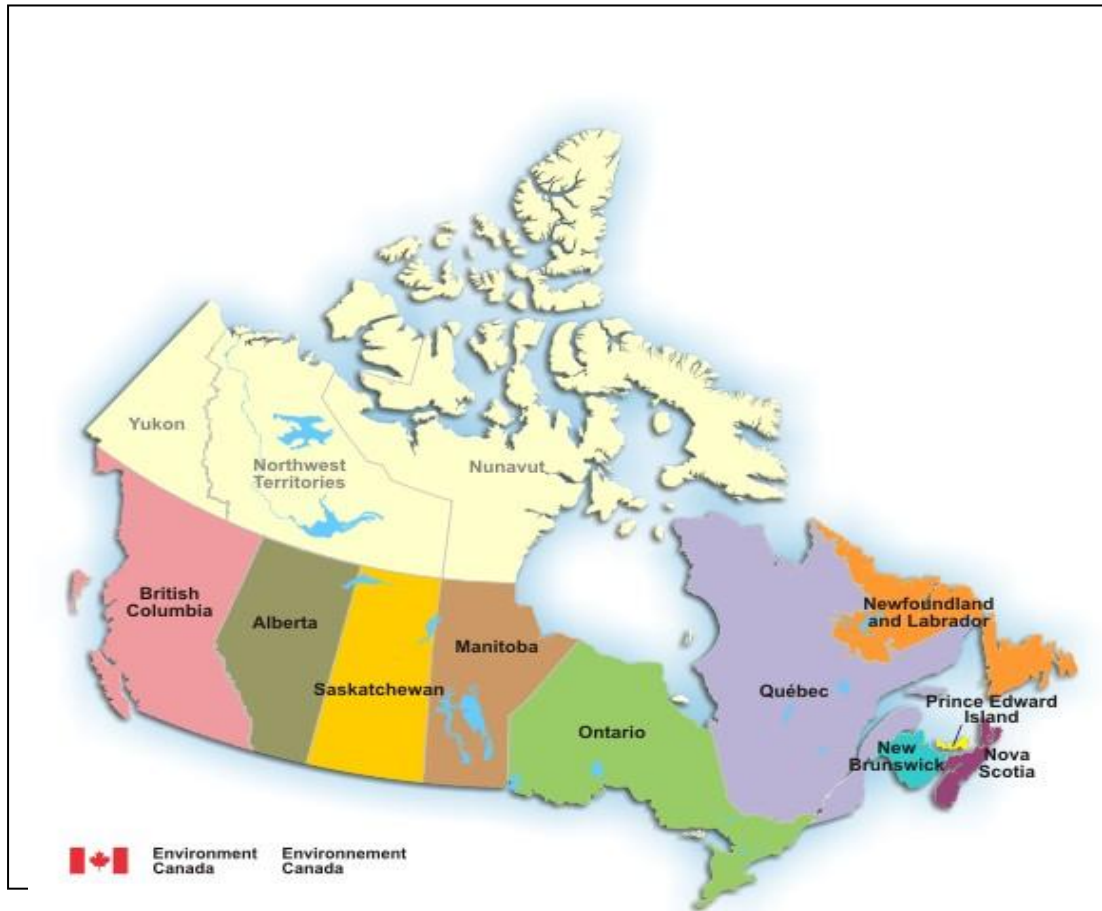 Yukon
Northwest
Territories
Nunavut
British
Columbia
Alberta
Saskatchewan
Manitoba
Ontario
Québec
Newfoundland
and Labrador
Prince Edward
Island
New
Brunswick
Nova
Scotia
Environment
Canada
Environnement
Canada